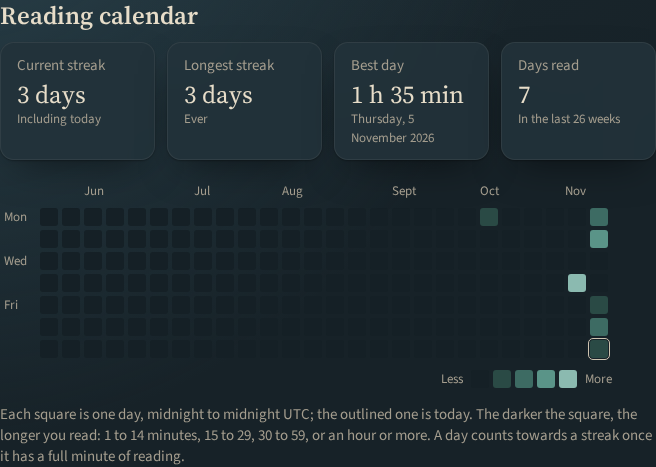 Reading calendar
Current streak
3 days
Including today
Longest streak
3 days
Ever
Best day
1 h 35 min
Thursday, 5
November 2026
Days read
7
In the last 26 weeks
Jun Jul Aug Sept Oct Nov
Mon
Wed
Fri
Less More
Each square is one day, midnight to midnight UTC; the outlined one is today. The darker the square, the
longer you read: 1 to 14 minutes, 15 to 29, 30 to 59, or an hour or more. A day counts towards a streak once
it has a full minute of reading.